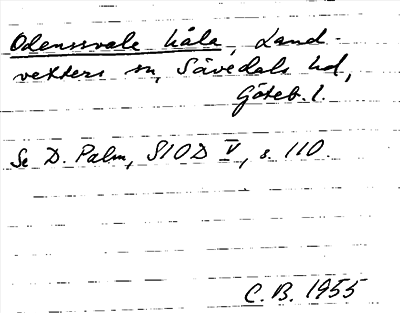 Odenssvale håla, Land-
vetters sn, Sävedals hd,
Göteb. l.
Se D. Palm, SIOD V, s. 110
C. B. 1955